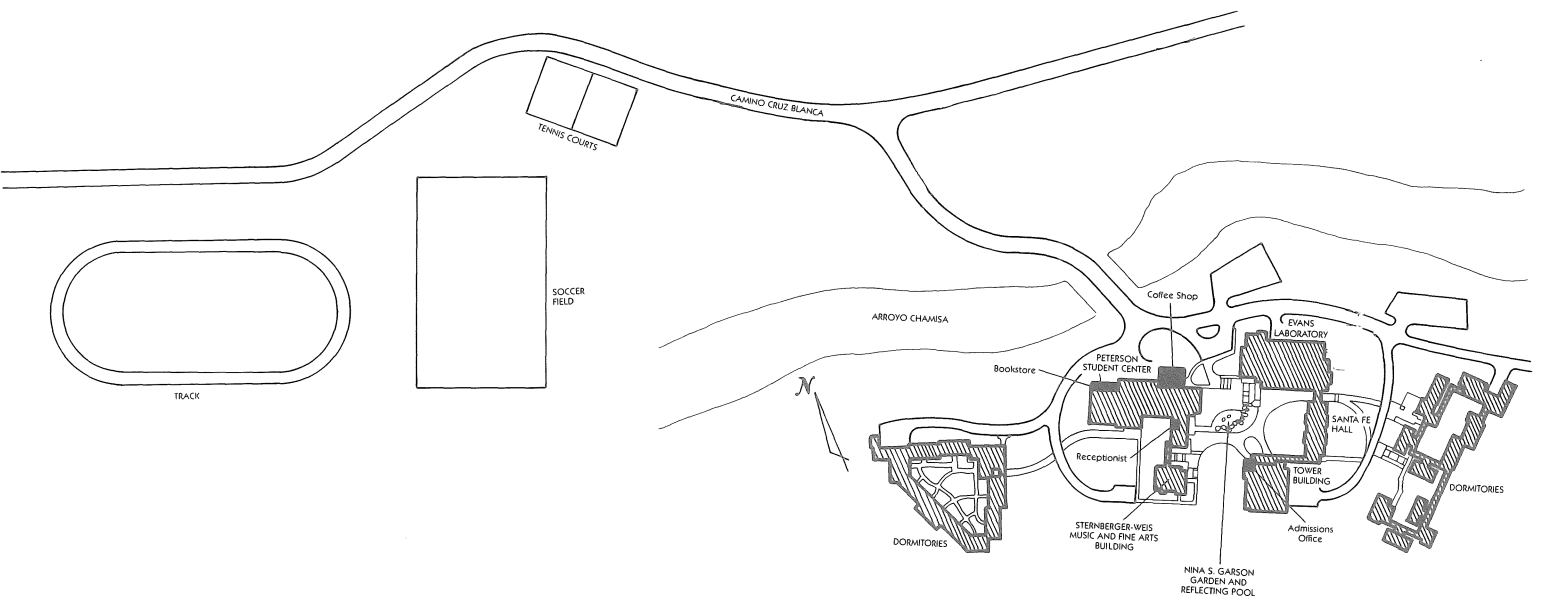 CAMINO CRUZ BLANCA
TENNIS COURTS
SOCCER
FIELD
TRACK
ARROYO CHAMISA
Coffee Shop
EVANS
LABORATORY
PETERSON
STUDENT CENTER
Bookstore
N
SANTA FE
HALL
Receptionist
TOWER
BUILDING
DORMITORIES
STERNBERGER-WEIS
MUSIC AND FINE ARTS
BUILDING
Admissions
Office
DORMITORIES
NINA S. GARSON
GARDEN AND
REFLECTING POOL